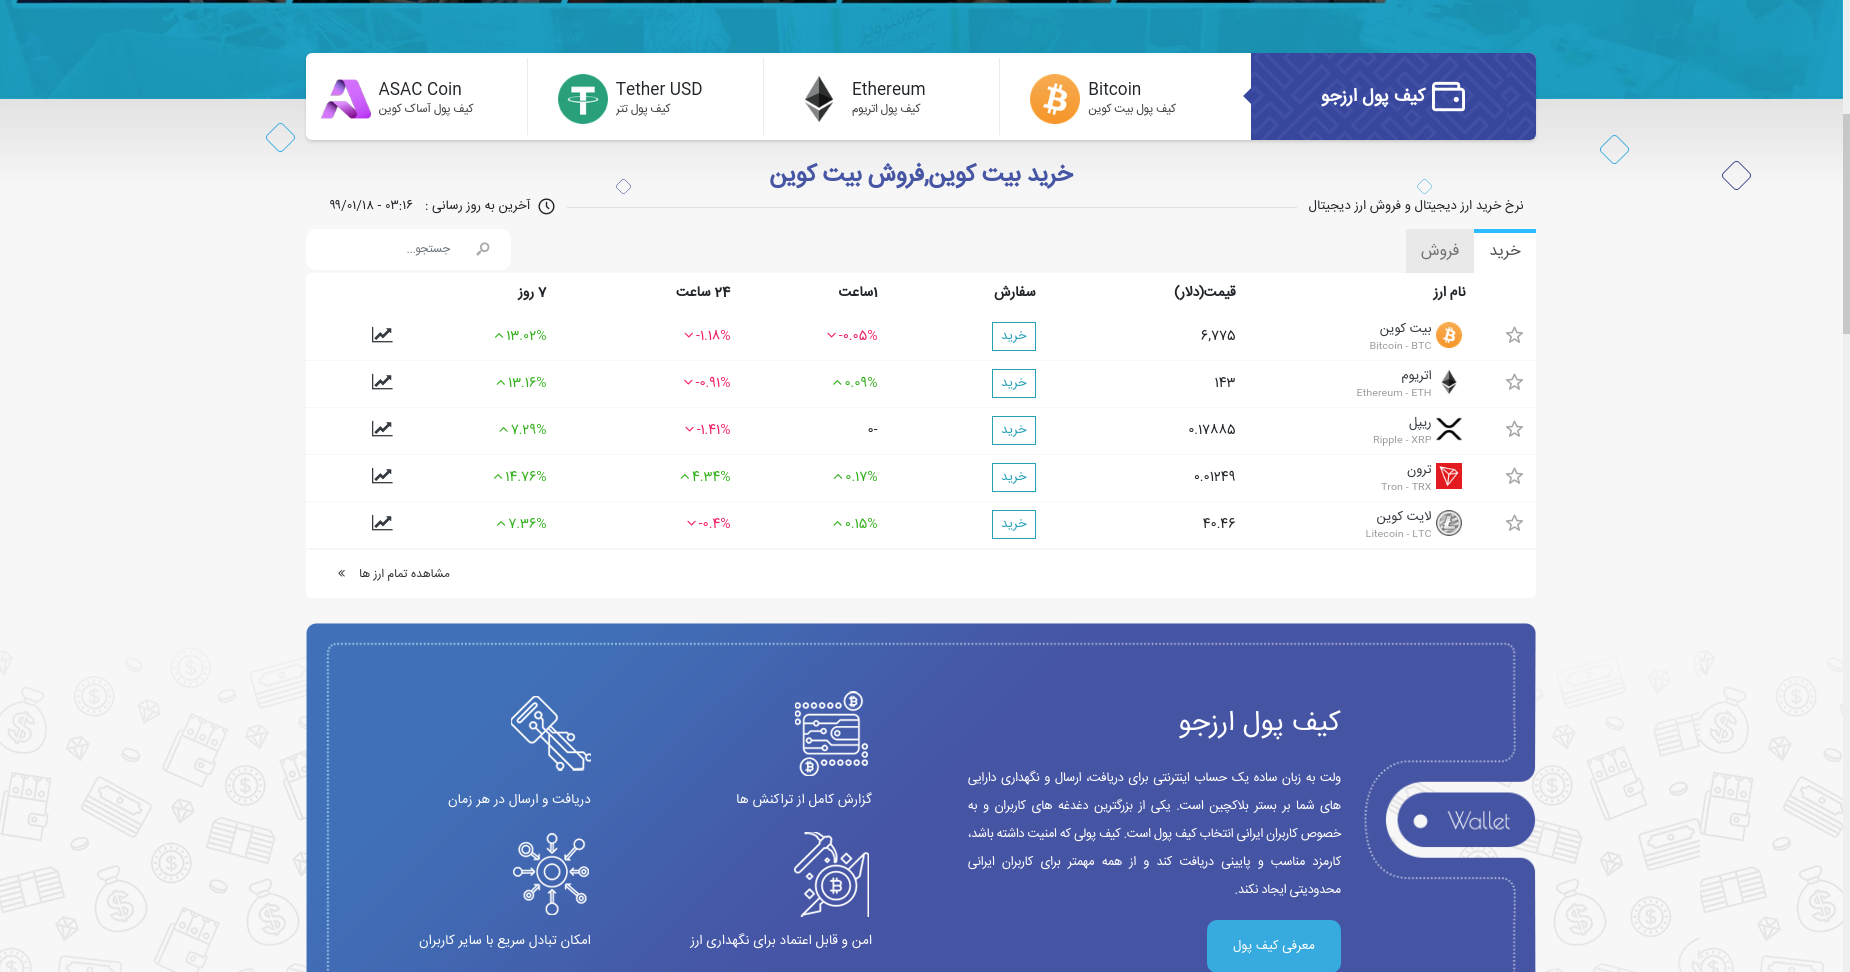 کیف پول ارزجو
Bitcoin
کیف پول بیت کوین
Ethereum
کیف پول اتریوم
Tether USD
کیف پول تتر
ASAC Coin
کیف پول آساک کوین
خرید بیت کوین,فروش بیت کوین
نرخ خرید ارز دیجیتال و فروش ارز دیجیتال
آخرین به روز رسانی : ۰۳:۱۶ - ۹۹/۰۱/۱۸
خرید فروش
جستجو...
نام ارز قیمت(دلار) سفارش ۱ساعت ۲۴ ساعت ۷ روز
بیت کوین ۶,۷۷۵ خرید -۰.۰۵% -۱.۱۸% ۱۳.۰۲%
Bitcoin - BTC
اتریوم ۱۴۳ خرید ۰.۰۹% -۰.۹۱% ۱۳.۱۶%
Ethereum - ETH
ریپل ۰.۱۷۸۸۵ خرید -۰ -۱.۴۱% ۷.۲۹%
Ripple - XRP
ترون ۰.۰۱۲۴۹ خرید ۰.۱۷% ۴.۳۴% ۱۴.۷۶%
Tron - TRX
لایت کوین ۴۰.۴۶ خرید ۰.۱۵% -۰.۴% ۷.۳۶%
Litecoin - LTC
مشاهده تمام ارز ها »
Wallet
کیف پول ارزجو
ولت به زبان ساده یک حساب اینترنتی برای دریافت، ارسال و نگهداری دارایی
های شما بر بستر بلاکچین است. یکی از بزرگترین دغدغه های کاربران و به
خصوص کاربران ایرانی انتخاب کیف پول است. کیف پولی که امنیت داشته باشد،
کارمزد مناسب و پایینی دریافت کند و از همه مهمتر برای کاربران ایرانی
محدودیتی ایجاد نکند.
معرفی کیف پول
گزارش کامل از تراکنش ها
دریافت و ارسال در هر زمان
امن و قابل اعتماد برای نگهداری ارز
امکان تبادل سریع با سایر کاربران